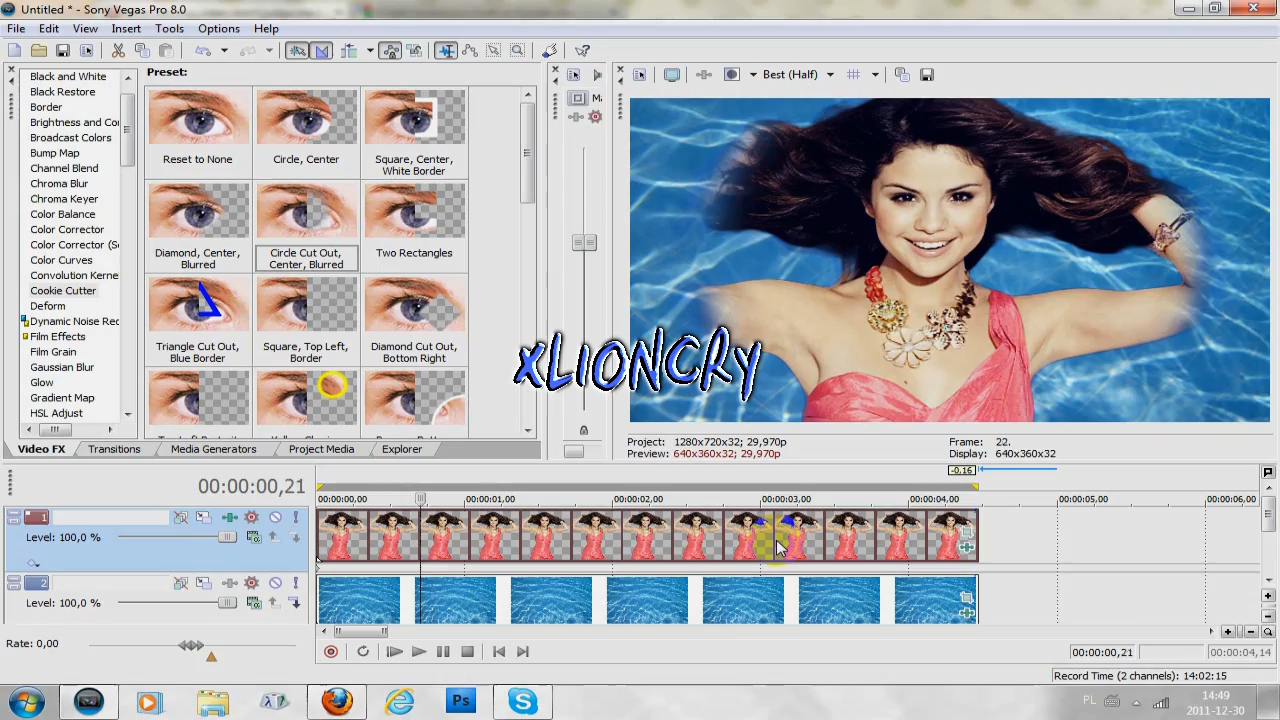 Untitled * - Sony Vegas Pro 8.0
File Edit View Insert Tools Options Help
Black and White
Black Restore
Border
Brightness and Cor
Broadcast Colors
Bump Map
Channel Blend
Chroma Blur
Chroma Keyer
Color Balance
Color Corrector
Color Corrector (Se
Color Curves
Convolution Kerne
Cookie Cutter
Deform
Dynamic Noise Rec
Film Effects
Film Grain
Gaussian Blur
Glow
Gradient Map
HSL Adjust
Preset:
Reset to None
Circle, Center
Square, Center,
White Border
Diamond, Center,
Blurred
Circle Cut Out,
Center, Blurred
Two Rectangles
Triangle Cut Out,
Blue Border
Square, Top Left,
Border
Diamond Cut Out,
Bottom Right
Video FX Transitions Media Generators Project Media Explorer
Best (Half)
xLIONCRY
Project: 1280x720x32; 29,970p
Preview: 640x360x32; 29,970p
Frame: 22.
Display: 640x360x32
-0,16
00:00:00,21
00:00:00,00 00:00:01,00 00:00:02,00 00:00:03,00 00:00:04,00 00:00:05,00 00:00:06,00
1
Level: 100,0 %
2
Level: 100,0 %
Rate: 0,00
00:00:00,21
00:00:04,14
Record Time (2 channels): 14:02:15
Ps
PL
14:49
2011-12-30